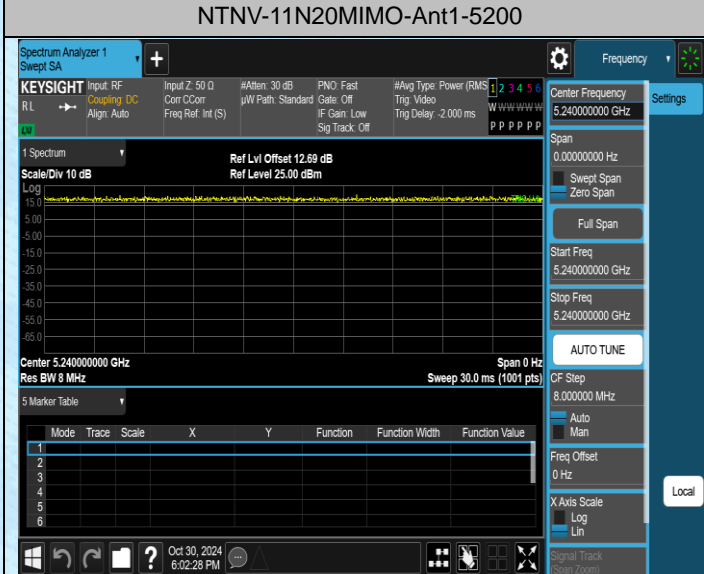 NTNV-11N20MIMO-Ant1-5200
Spectrum Analyzer 1
Swept SA
+
Frequency
KEYSIGHT
RL
LXI
Input: RF
Coupling: DC
Align: Auto
Input Z: 50 Ω
Corr CCorr
Freq Ref: Int (S)
#Atten: 30 dB
µW Path: Standard
PNO: Fast
Gate: Off
IF Gain: Low
Sig Track: Off
#Avg Type: Power (RMS
Trig: Video
Trig Delay: -2.000 ms
1 2 3 4 5 6
W W W W W W
P P P P P P
Center Frequency
5.240000000 GHz
Settings
Span
0.00000000 Hz
Swept Span
Zero Span
Full Span
Start Freq
5.240000000 GHz
Stop Freq
5.240000000 GHz
AUTO TUNE
CF Step
8.000000 MHz
Auto
Man
Freq Offset
0 Hz
X Axis Scale
Log
Lin
Signal Track
(Span Zoom)
Local
1 Spectrum
Scale/Div 10 dB
Ref Lvl Offset 12.69 dB
Ref Level 25.00 dBm
Log
15.0
5.00
-5.00
-15.0
-25.0
-35.0
-45.0
-55.0
-65.0
Center 5.240000000 GHz
Span 0 Hz
Res BW 8 MHz
Sweep 30.0 ms (1001 pts)
5 Marker Table
Mode Trace Scale X Y Function Function Width Function Value
1
2
3
4
5
6
?
Oct 30, 2024
6:02:28 PM